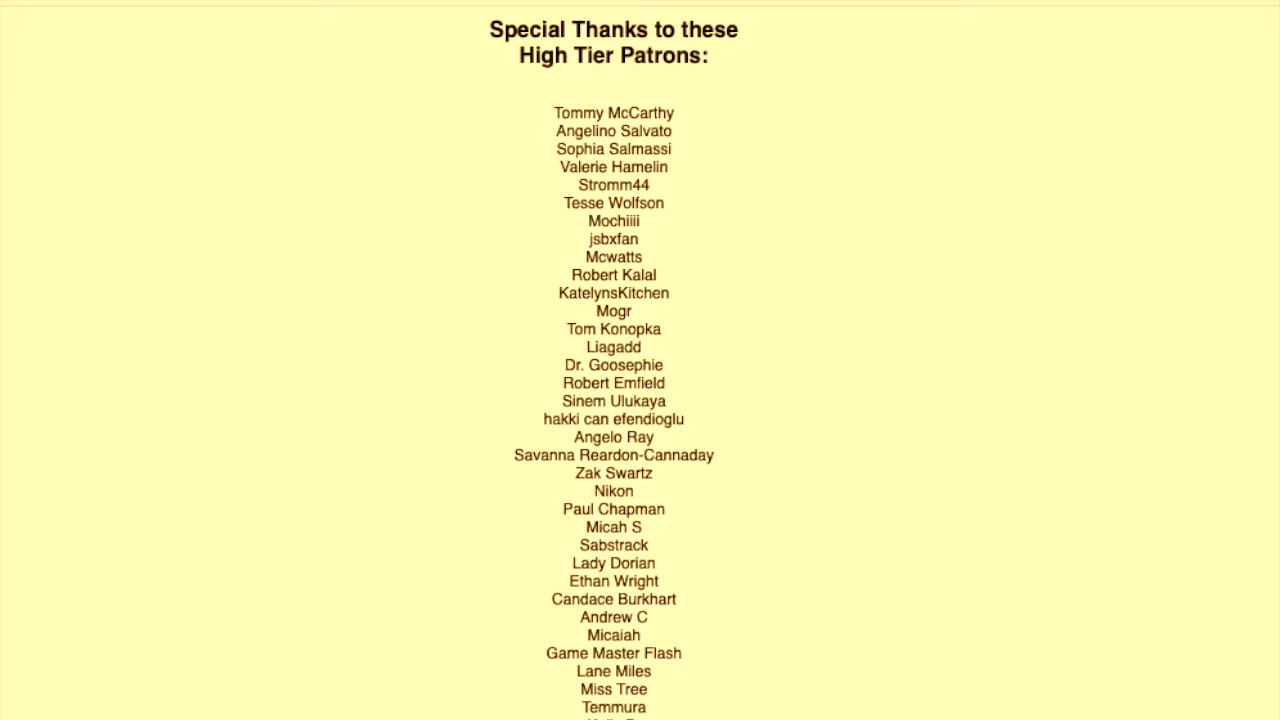 Special Thanks to these
High Tier Patrons:
Tommy McCarthy
Angelino Salvato
Sophia Salmassi
Valerie Hamelin
Stromm44
Tesse Wolfson
Mochiiii
jsbxfan
Mcwatts
Robert Kalal
KatelynsKitchen
Mogr
Tom Konopka
Liagadd
Dr. Goosephie
Robert Emfield
Sinem Ulukaya
hakki can efendioglu
Angelo Ray
Savanna Reardon-Cannaday
Zak Swartz
Nikon
Paul Chapman
Micah S
Sabstrack
Lady Dorian
Ethan Wright
Candace Burkhart
Andrew C
Micaiah
Game Master Flash
Lane Miles
Miss Tree
Temmura